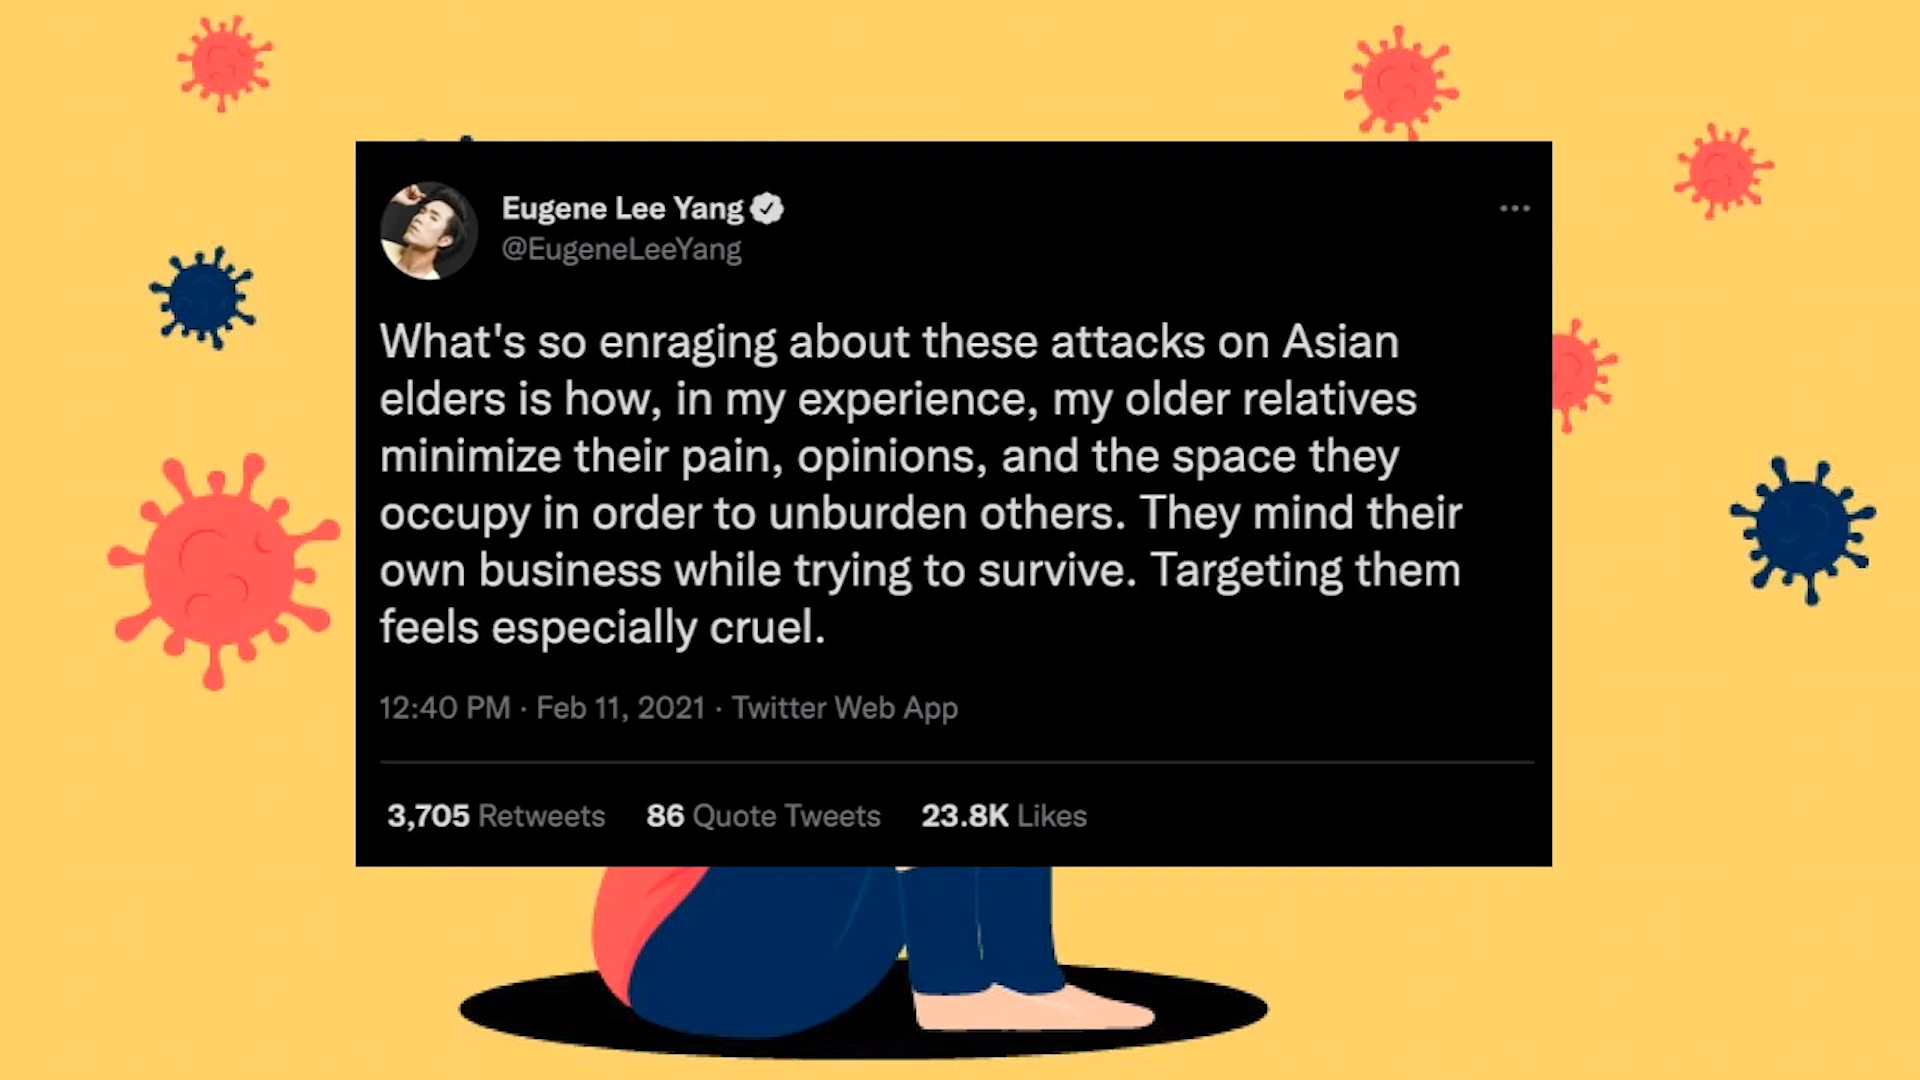 Eugene Lee Yang
@EugeneLeeYang
What's so enraging about these attacks on Asian
elders is how, in my experience, my older relatives
minimize their pain, opinions, and the space they
occupy in order to unburden others. They mind their
own business while trying to survive. Targeting them
feels especially cruel.
12:40 PM · Feb 11, 2021 · Twitter Web App
3,705 Retweets 86 Quote Tweets 23.8K Likes